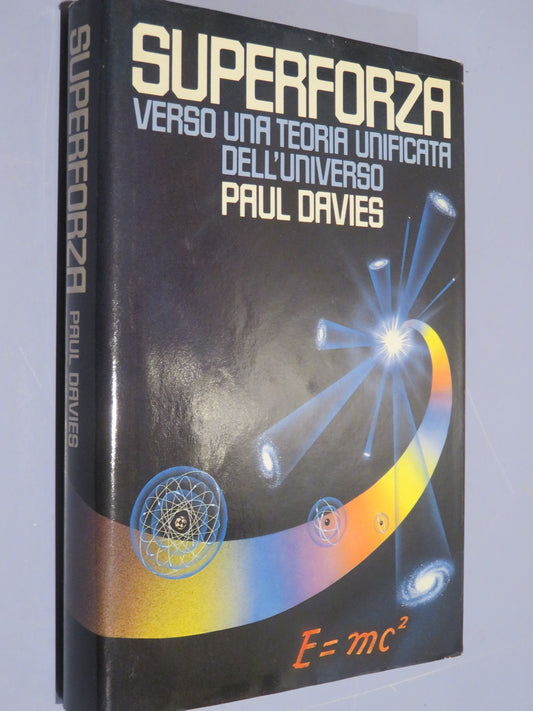 SUPERFORZA
VERSO UNA TEORIA UNIFICATA
DELL'UNIVERSO
PAUL DAVIES
E=mc²
SUPERFORZA PAUL DAVIES